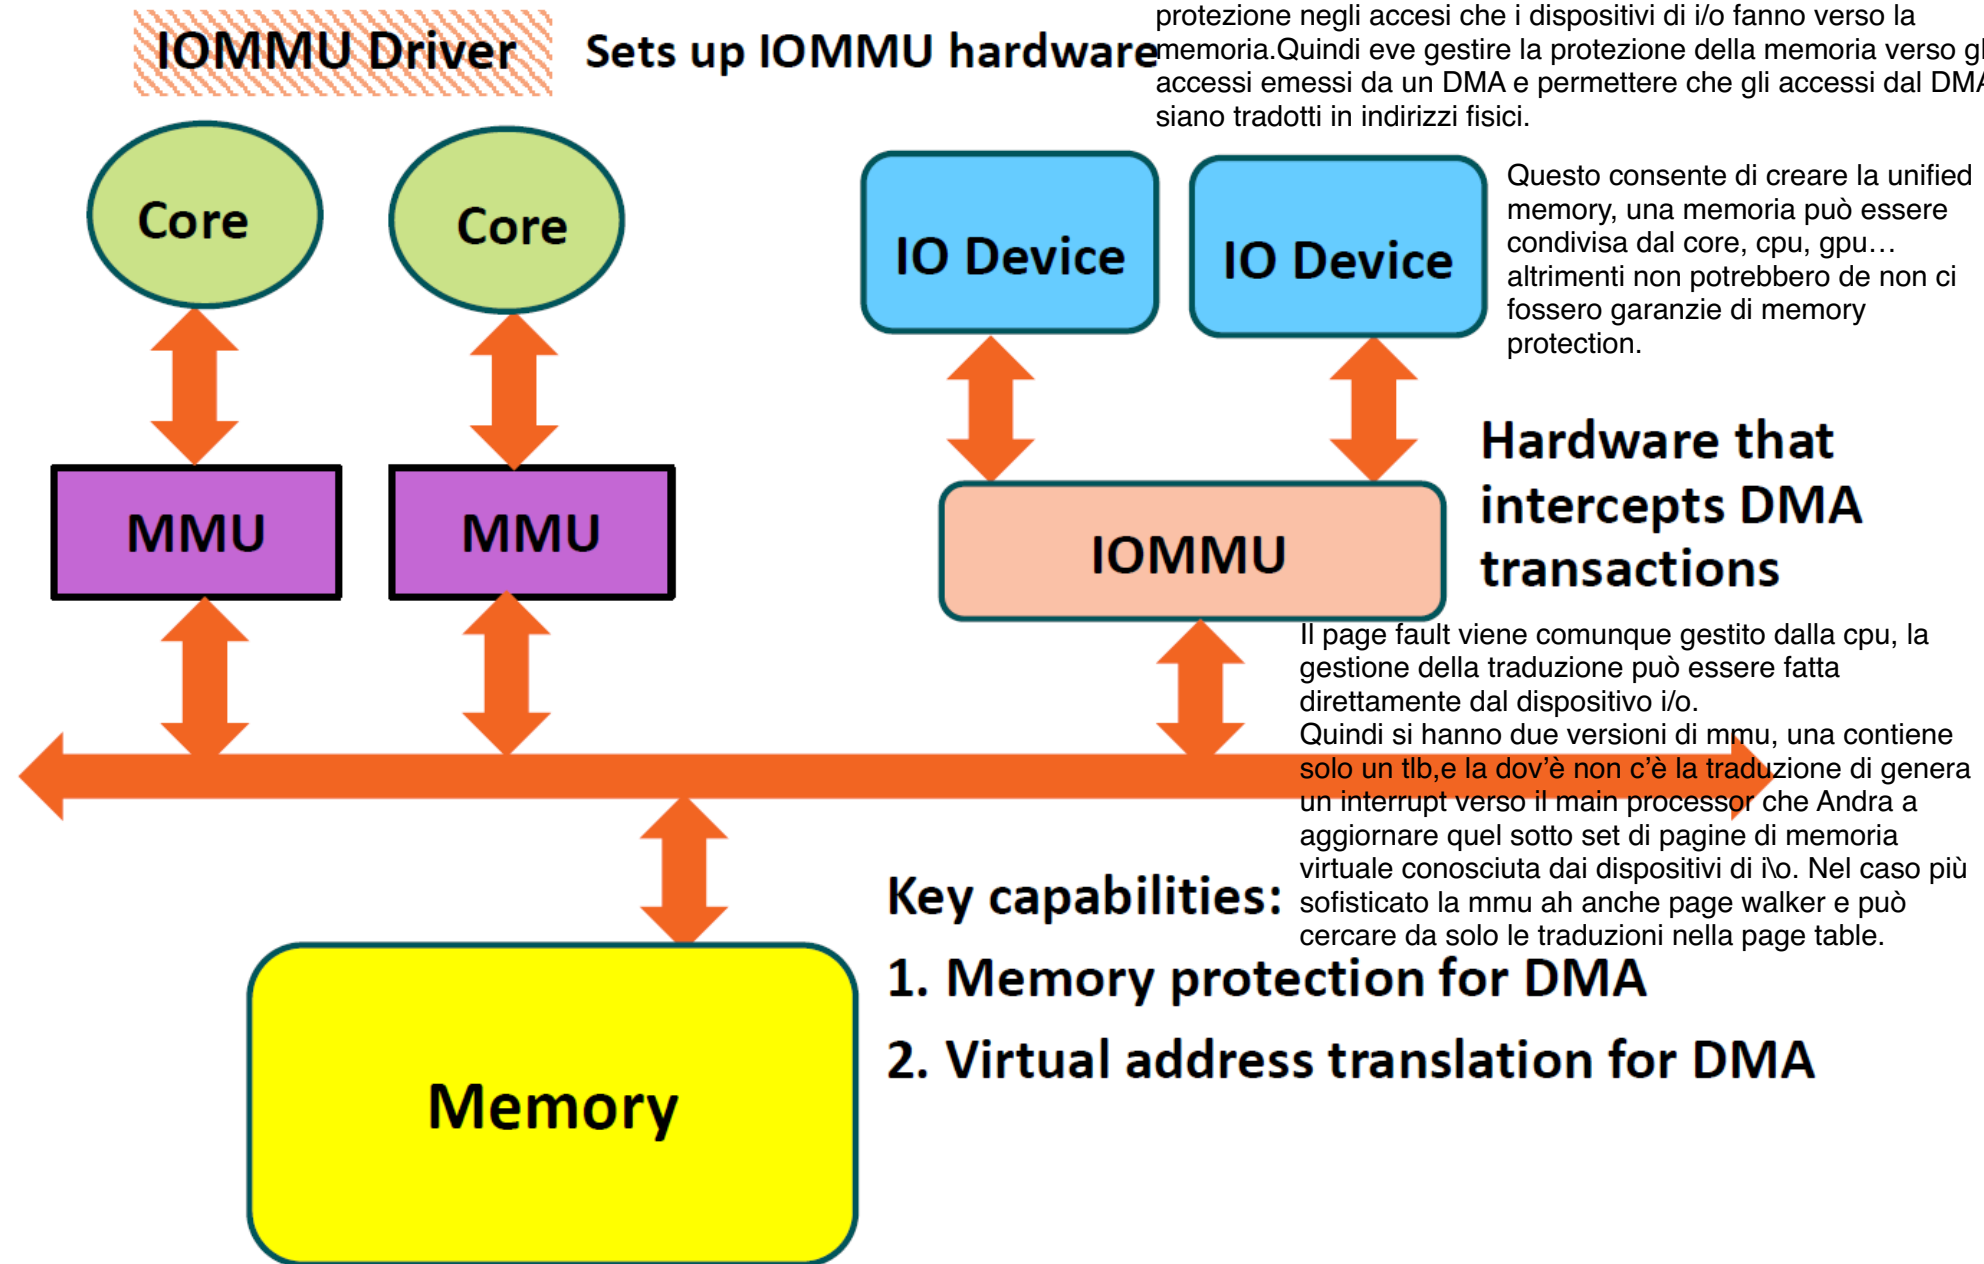 protezione negli accesi che i dispositivi di i/o fanno verso la
IOMMU Driver
Sets up IOMMU hardware
memoria.Quindi eve gestire la protezione della memoria verso gl
accessi emessi da un DMA e permettere che gli accessi dal DMA
siano tradotti in indirizzi fisici.
Core
Core
IO Device
IO Device
Questo consente di creare la unified
memory, una memoria può essere
condivisa dal core, cpu, gpu…
altrimenti non potrebbero de non ci
fossero garanzie di memory
protection.
MMU
MMU
IOMMU
Hardware that
intercepts DMA
transactions
Il page fault viene comunque gestito dalla cpu, la
gestione della traduzione può essere fatta
direttamente dal dispositivo i/o.
Quindi si hanno due versioni di mmu, una contiene
solo un tlb,e la dov’è non c’è la traduzione di genera
un interrupt verso il main processor che Andra a
aggiornare quel sotto set di pagine di memoria
virtuale conosciuta dai dispositivi di i\o. Nel caso più
sofisticato la mmu ah anche page walker e può
cercare da solo le traduzioni nella page table.
Key capabilities:
1. Memory protection for DMA
2. Virtual address translation for DMA
Memory